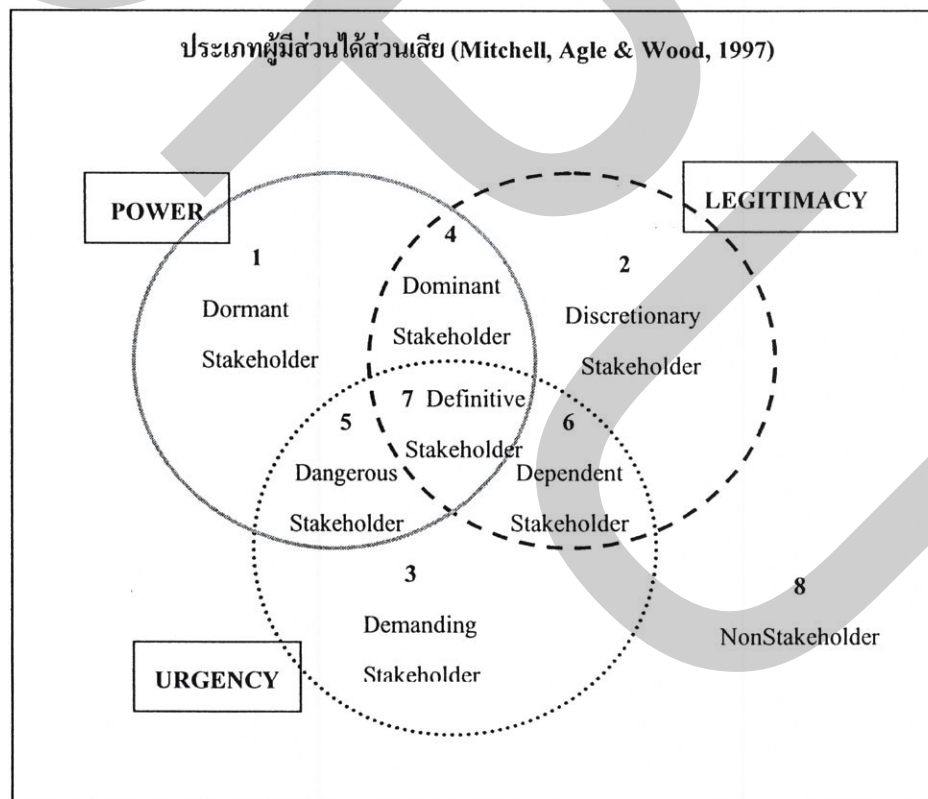 ประเภทผู้มีส่วนได้ส่วนเสีย (Mitchell, Agle & Wood, 1997)
POWER
LEGITIMACY
1
Dormant
Stakeholder
4
Dominant
Stakeholder
2
Discretionary
Stakeholder
7 Definitive
Stakeholder
5
Dangerous
Stakeholder
6
Dependent
Stakeholder
3
Demanding
Stakeholder
8
NonStakeholder
URGENCY